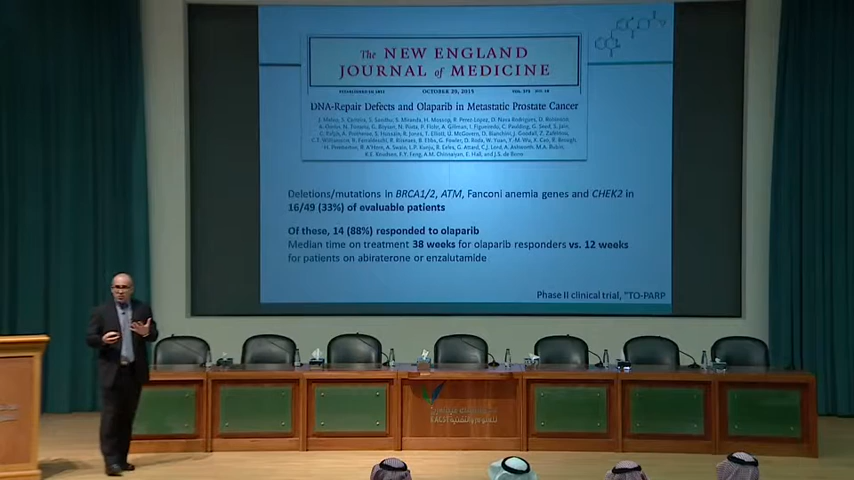 The NEW ENGLAND
JOURNAL of MEDICINE
OCTOBER 29, 2015
DNA-Repair Defects and Olaparib in Metastatic Prostate Cancer
Deletions/mutations in BRCA1/2, ATM, Fanconi anemia genes and CHEK2 in
16/49 (33%) of evaluable patients
Of these, 14 (88%) responded to olaparib
Median time on treatment 38 weeks for olaparib responders vs. 12 weeks
for patients on abiraterone or enzalutamide
Phase II clinical trial, "TO-PARP
للعلوم والتقنية KACST